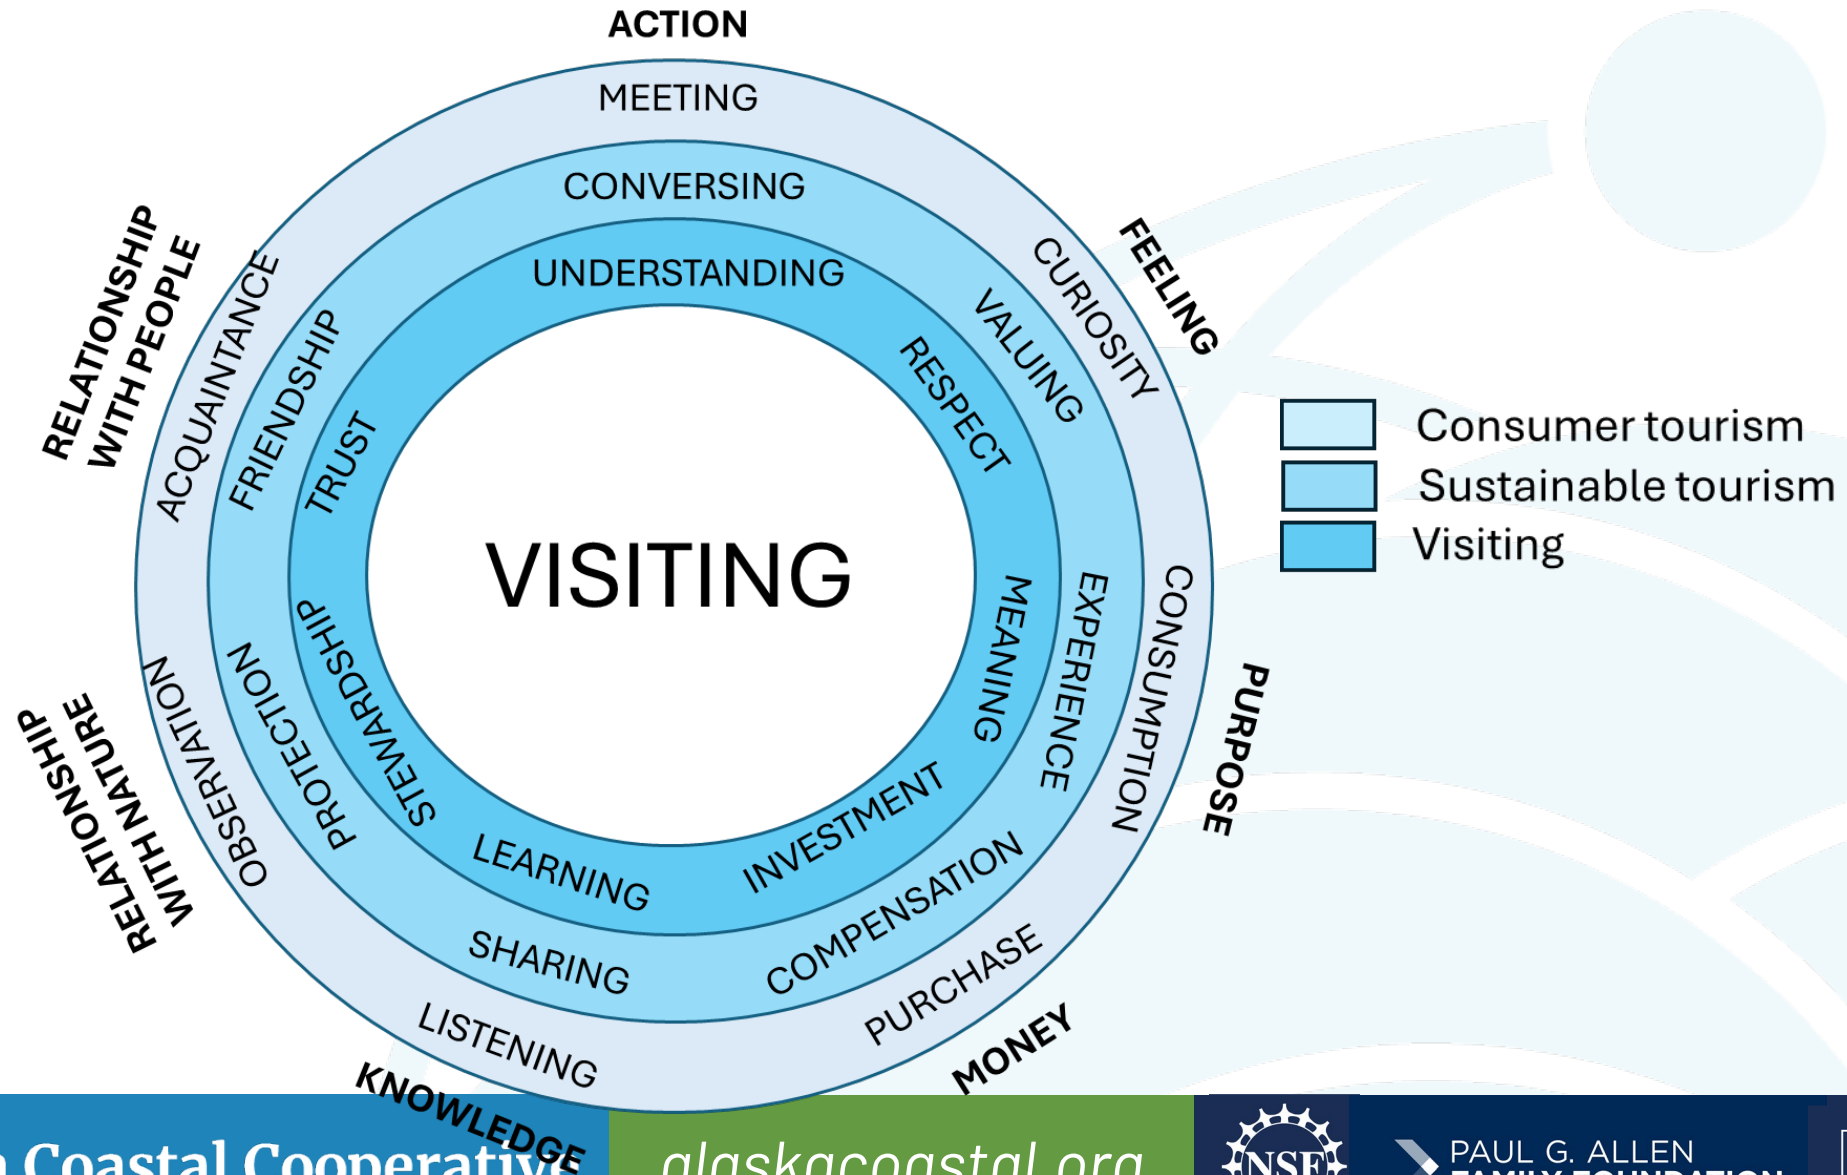 ACTION
MEETING
CONVERSING
UNDERSTANDING
FEELING
CURIOSITY
VALUING
RESPECT
PURPOSE
CONSUMPTION
EXPERIENCE
MEANING
MONEY
PURCHASE
COMPENSATION
INVESTMENT
KNOWLEDGE
LISTENING
SHARING
LEARNING
RELATIONSHIP
WITH NATURE
OBSERVATION
PROTECTION
STEWARDSHIP
RELATIONSHIP
WITH PEOPLE
ACQUAINTANCE
FRIENDSHIP
TRUST
VISITING
Consumer tourism
Sustainable tourism
Visiting
Coastal Cooperative
alaskacoastal.org
NSF
PAUL G. ALLEN
FAMILY FOUNDATION